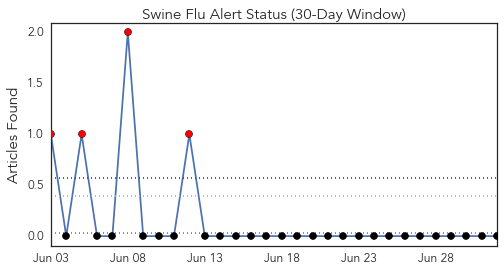 Swine Flu Alert Status (30-Day Window)
Articles Found
2.0
1.5
1.0
0.5
0.0
Jun 03 Jun 08 Jun 13 Jun 18 Jun 23 Jun 28